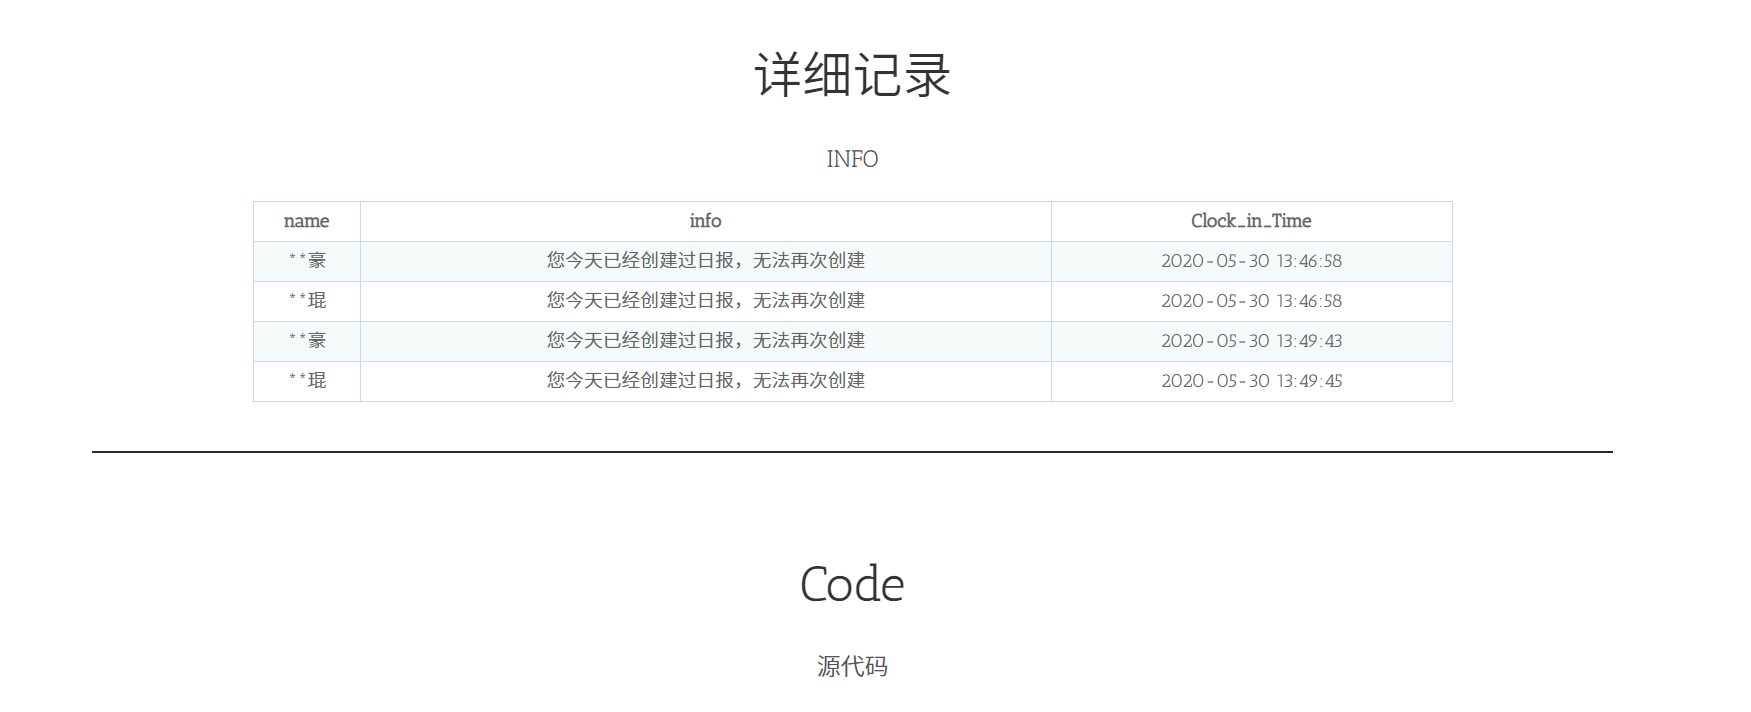 详细记录
INFO
name info Clock_in_Time
**豪 您今天已经创建过日报，无法再次创建 2020-05-30 13:46:58
**琨 您今天已经创建过日报，无法再次创建 2020-05-30 13:46:58
**豪 您今天已经创建过日报，无法再次创建 2020-05-30 13:49:43
**琨 您今天已经创建过日报，无法再次创建 2020-05-30 13:49:45
Code
源代码